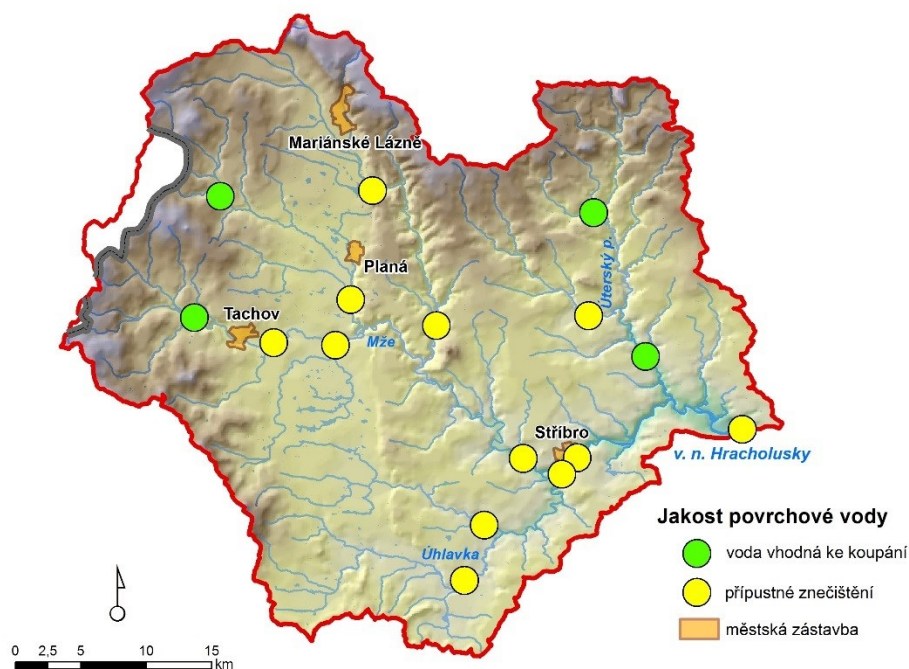 Mariánské Lázně
Planá
Úterský p.
Tachov
Mže
Stříbro
v. n. Hracholusky
Úhlavka
Jakost povrchové vody
voda vhodná ke koupání
přípustné znečištění
městská zástavba
0 2,5 5 10 15
km